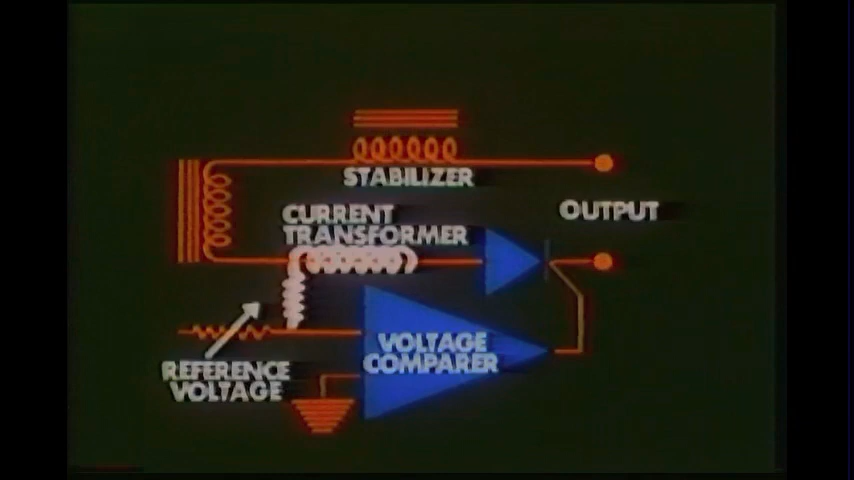 STABILIZER
CURRENT
TRANSFORMER
OUTPUT
VOLTAGE
COMPARER
REFERENCE
VOLTAGE